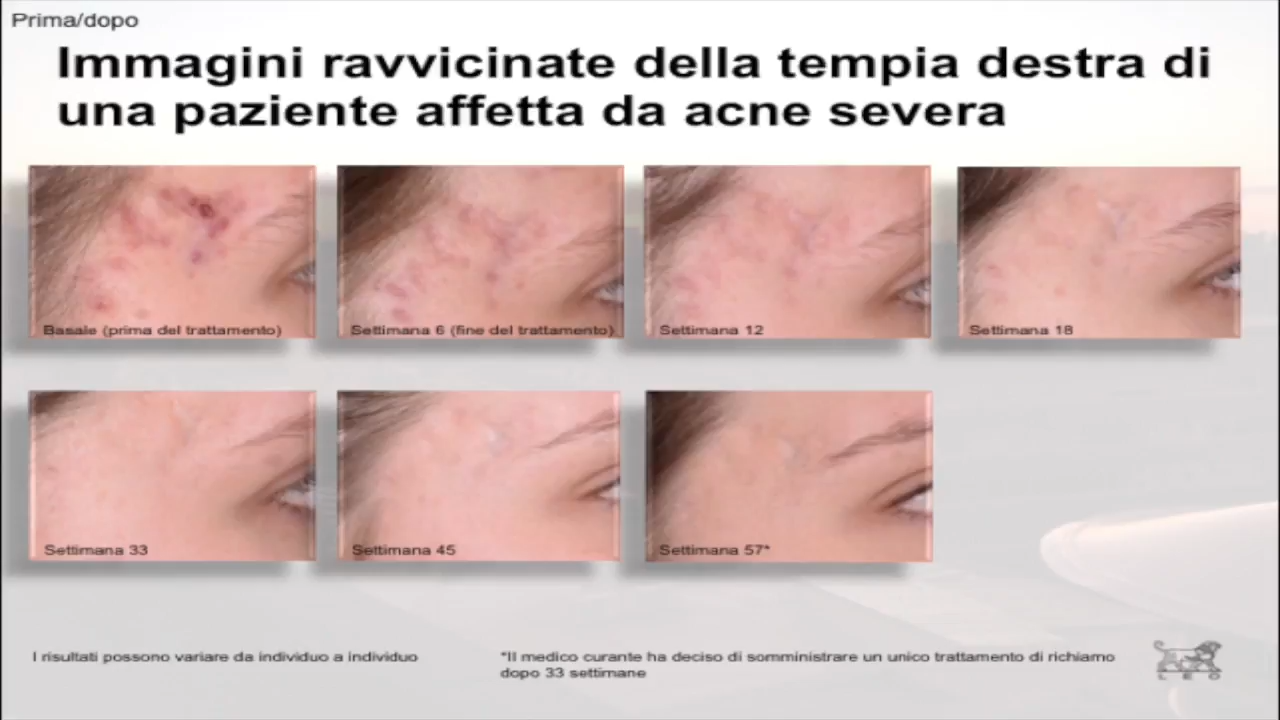 Prima/dopo
Immagini ravvicinate della tempia destra di
una paziente affetta da acne severa
Basale (prima del trattamento)
Settimana 6 (fine del trattamento)
Settimana 12
Settimana 18
Settimana 33
Settimana 45
Settimana 57*
I risultati possono variare da individuo a individuo
*Il medico curante ha deciso di somministrare un unico trattamento di richiamo
dopo 33 settimane
LEO